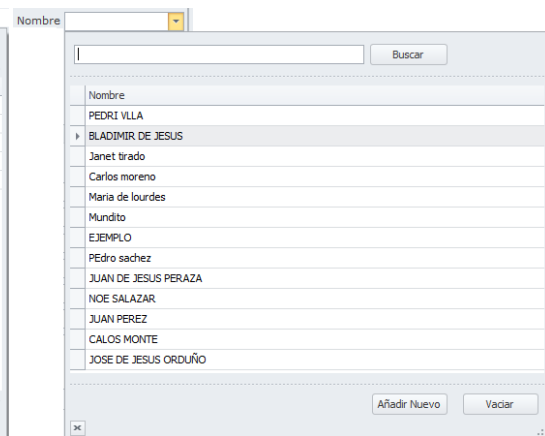 Nombre
Buscar
Nombre
PEDRI VLLA
BLADIMIR DE JESUS
Janet tirado
Carlos moreno
Maria de lourdes
Mundito
EJEMPLO
PEdro sachez
JUAN DE JESUS PERAZA
NOE SALAZAR
JUAN PEREZ
CALOS MONTE
JOSE DE JESUS ORDUÑO
Añadir Nuevo Vaciar